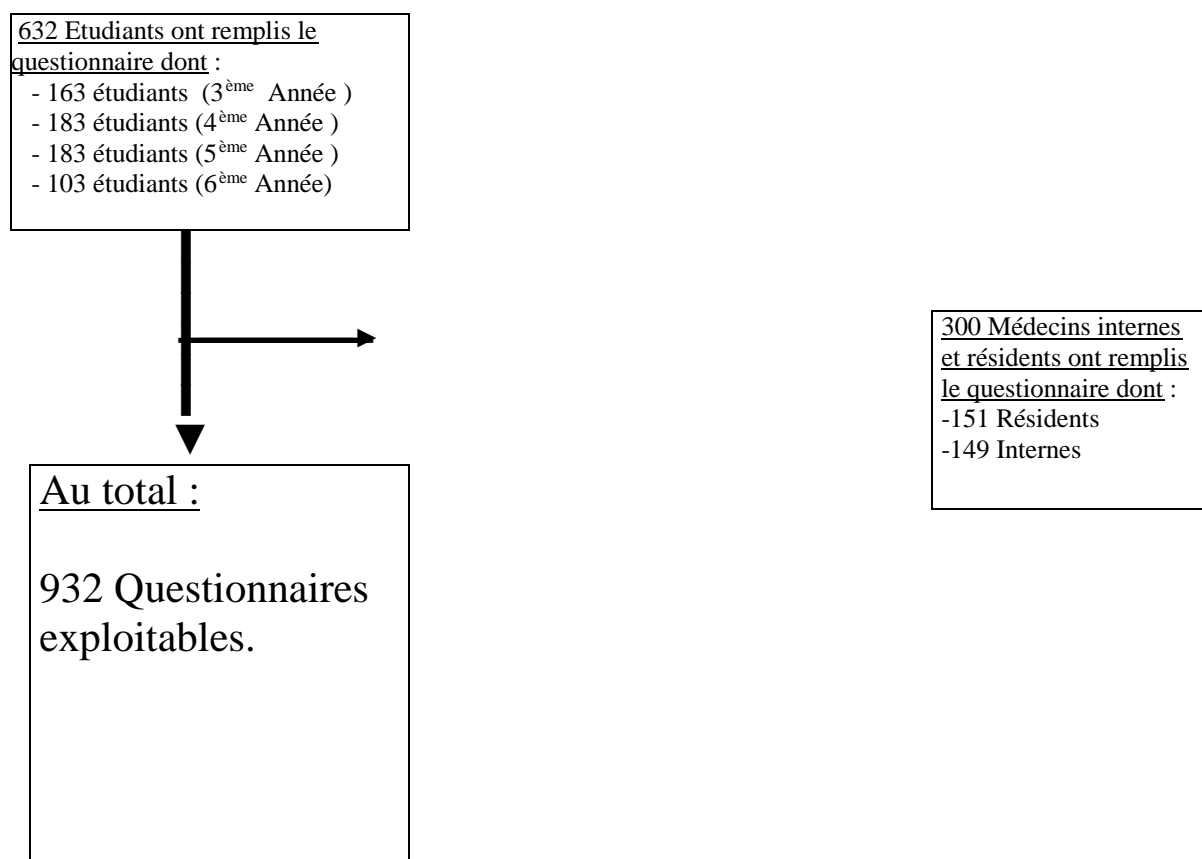 632 Etudiants ont remplis le
questionnaire dont :
- 163 étudiants (3ème Année )
- 183 étudiants (4ème Année )
- 183 étudiants (5ème Année )
- 103 étudiants (6ème Année)
300 Médecins internes
et résidents ont remplis
le questionnaire dont :
-151 Résidents
-149 Internes
Au total :
932 Questionnaires
exploitables.